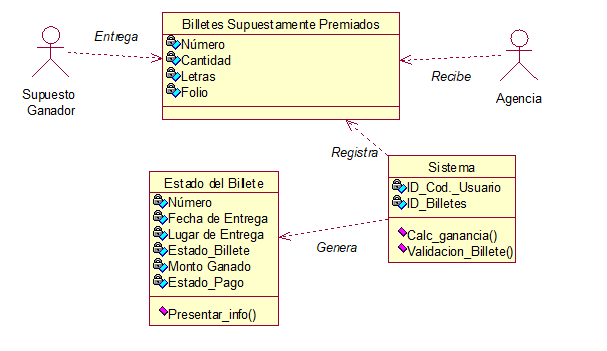 Billetes Supuestamente Premiados
Número
Cantidad
Letras
Folio
Entrega
Supuesto
Ganador
Recibe
Agencia
Registra
Sistema
ID_Cod._Usuario
ID_Billetes
Calc_ganancia()
Validacion_Billete()
Genera
Estado del Billete
Número
Fecha de Entrega
Lugar de Entrega
Estado_Billete
Monto Ganado
Estado_Pago
Presentar_info()